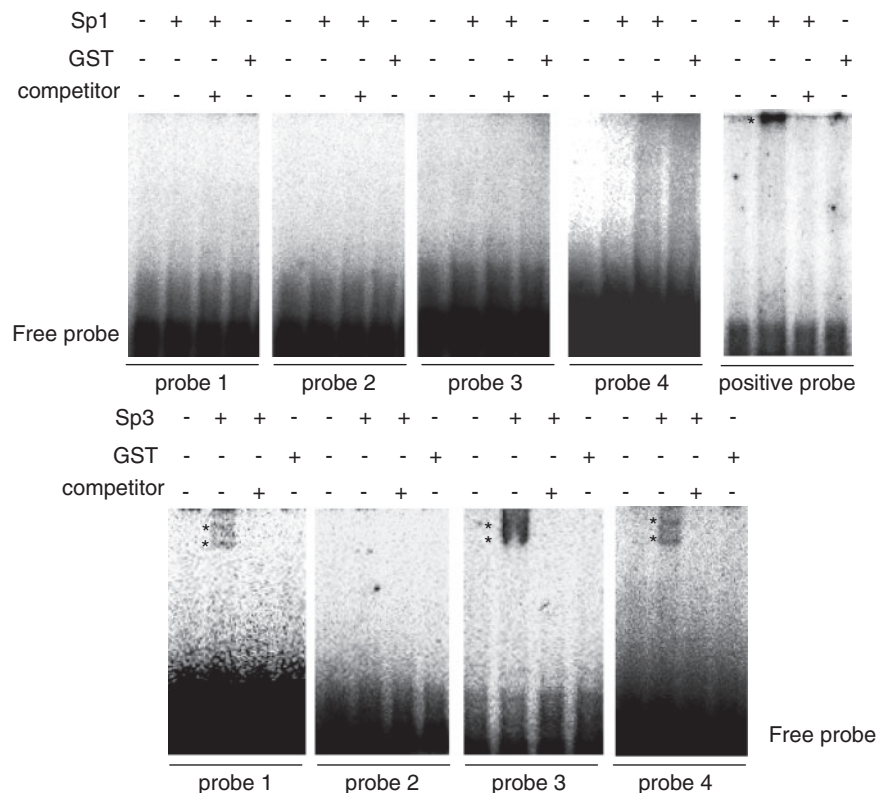 Sp1 - + + - - + + - - + + - - + + - - + + -
GST - - - + - - - + - - - + - - - + - - - +
competitor - - + - - + - - + - - + - - +
*
Free probe
probe 1 probe 2 probe 3 probe 4 positive probe
Sp3 - + + - - + + - - + + - - + + -
GST - - - + - - - + - - - + - - - +
competitor - - + - - + - - + - - +
* * *
* * *
Free probe
probe 1 probe 2 probe 3 probe 4